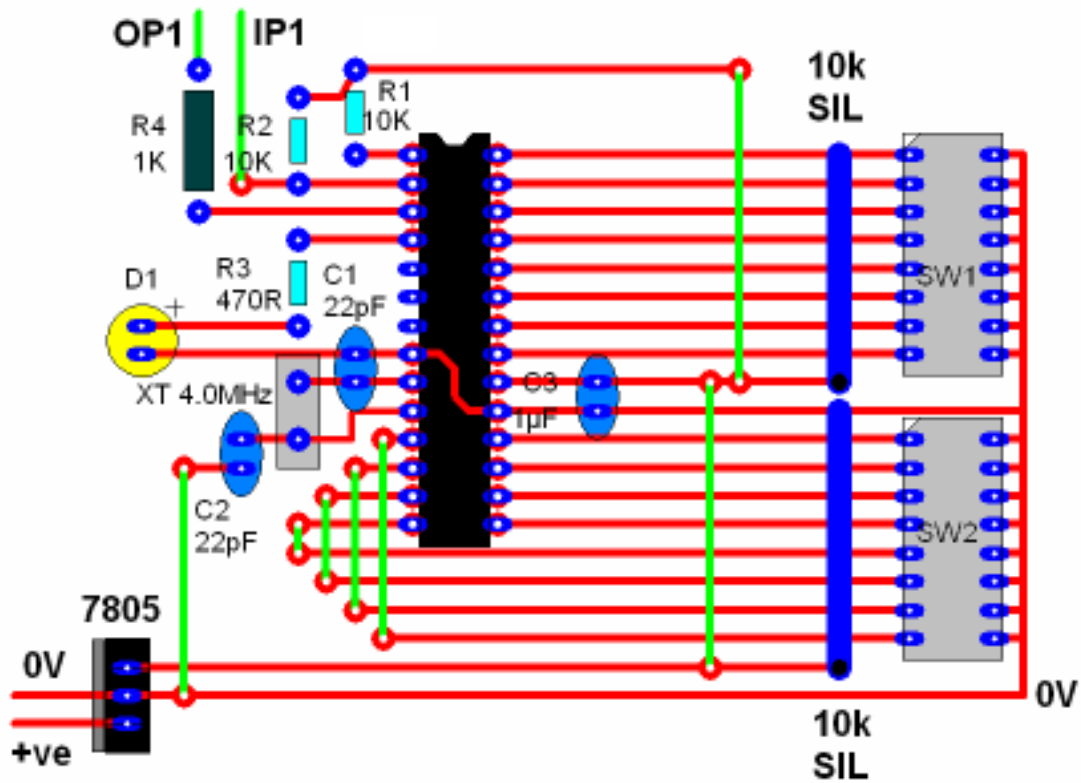 OP1
IP1
10k
SIL
R1
10K
R4
1K
R2
10K
D1
+
R3
470R
C1
22pF
SW1
XT 4.0MHz
C3
1µF
C2
22pF
SW2
7805
0V
+ve
0V
10k
SIL